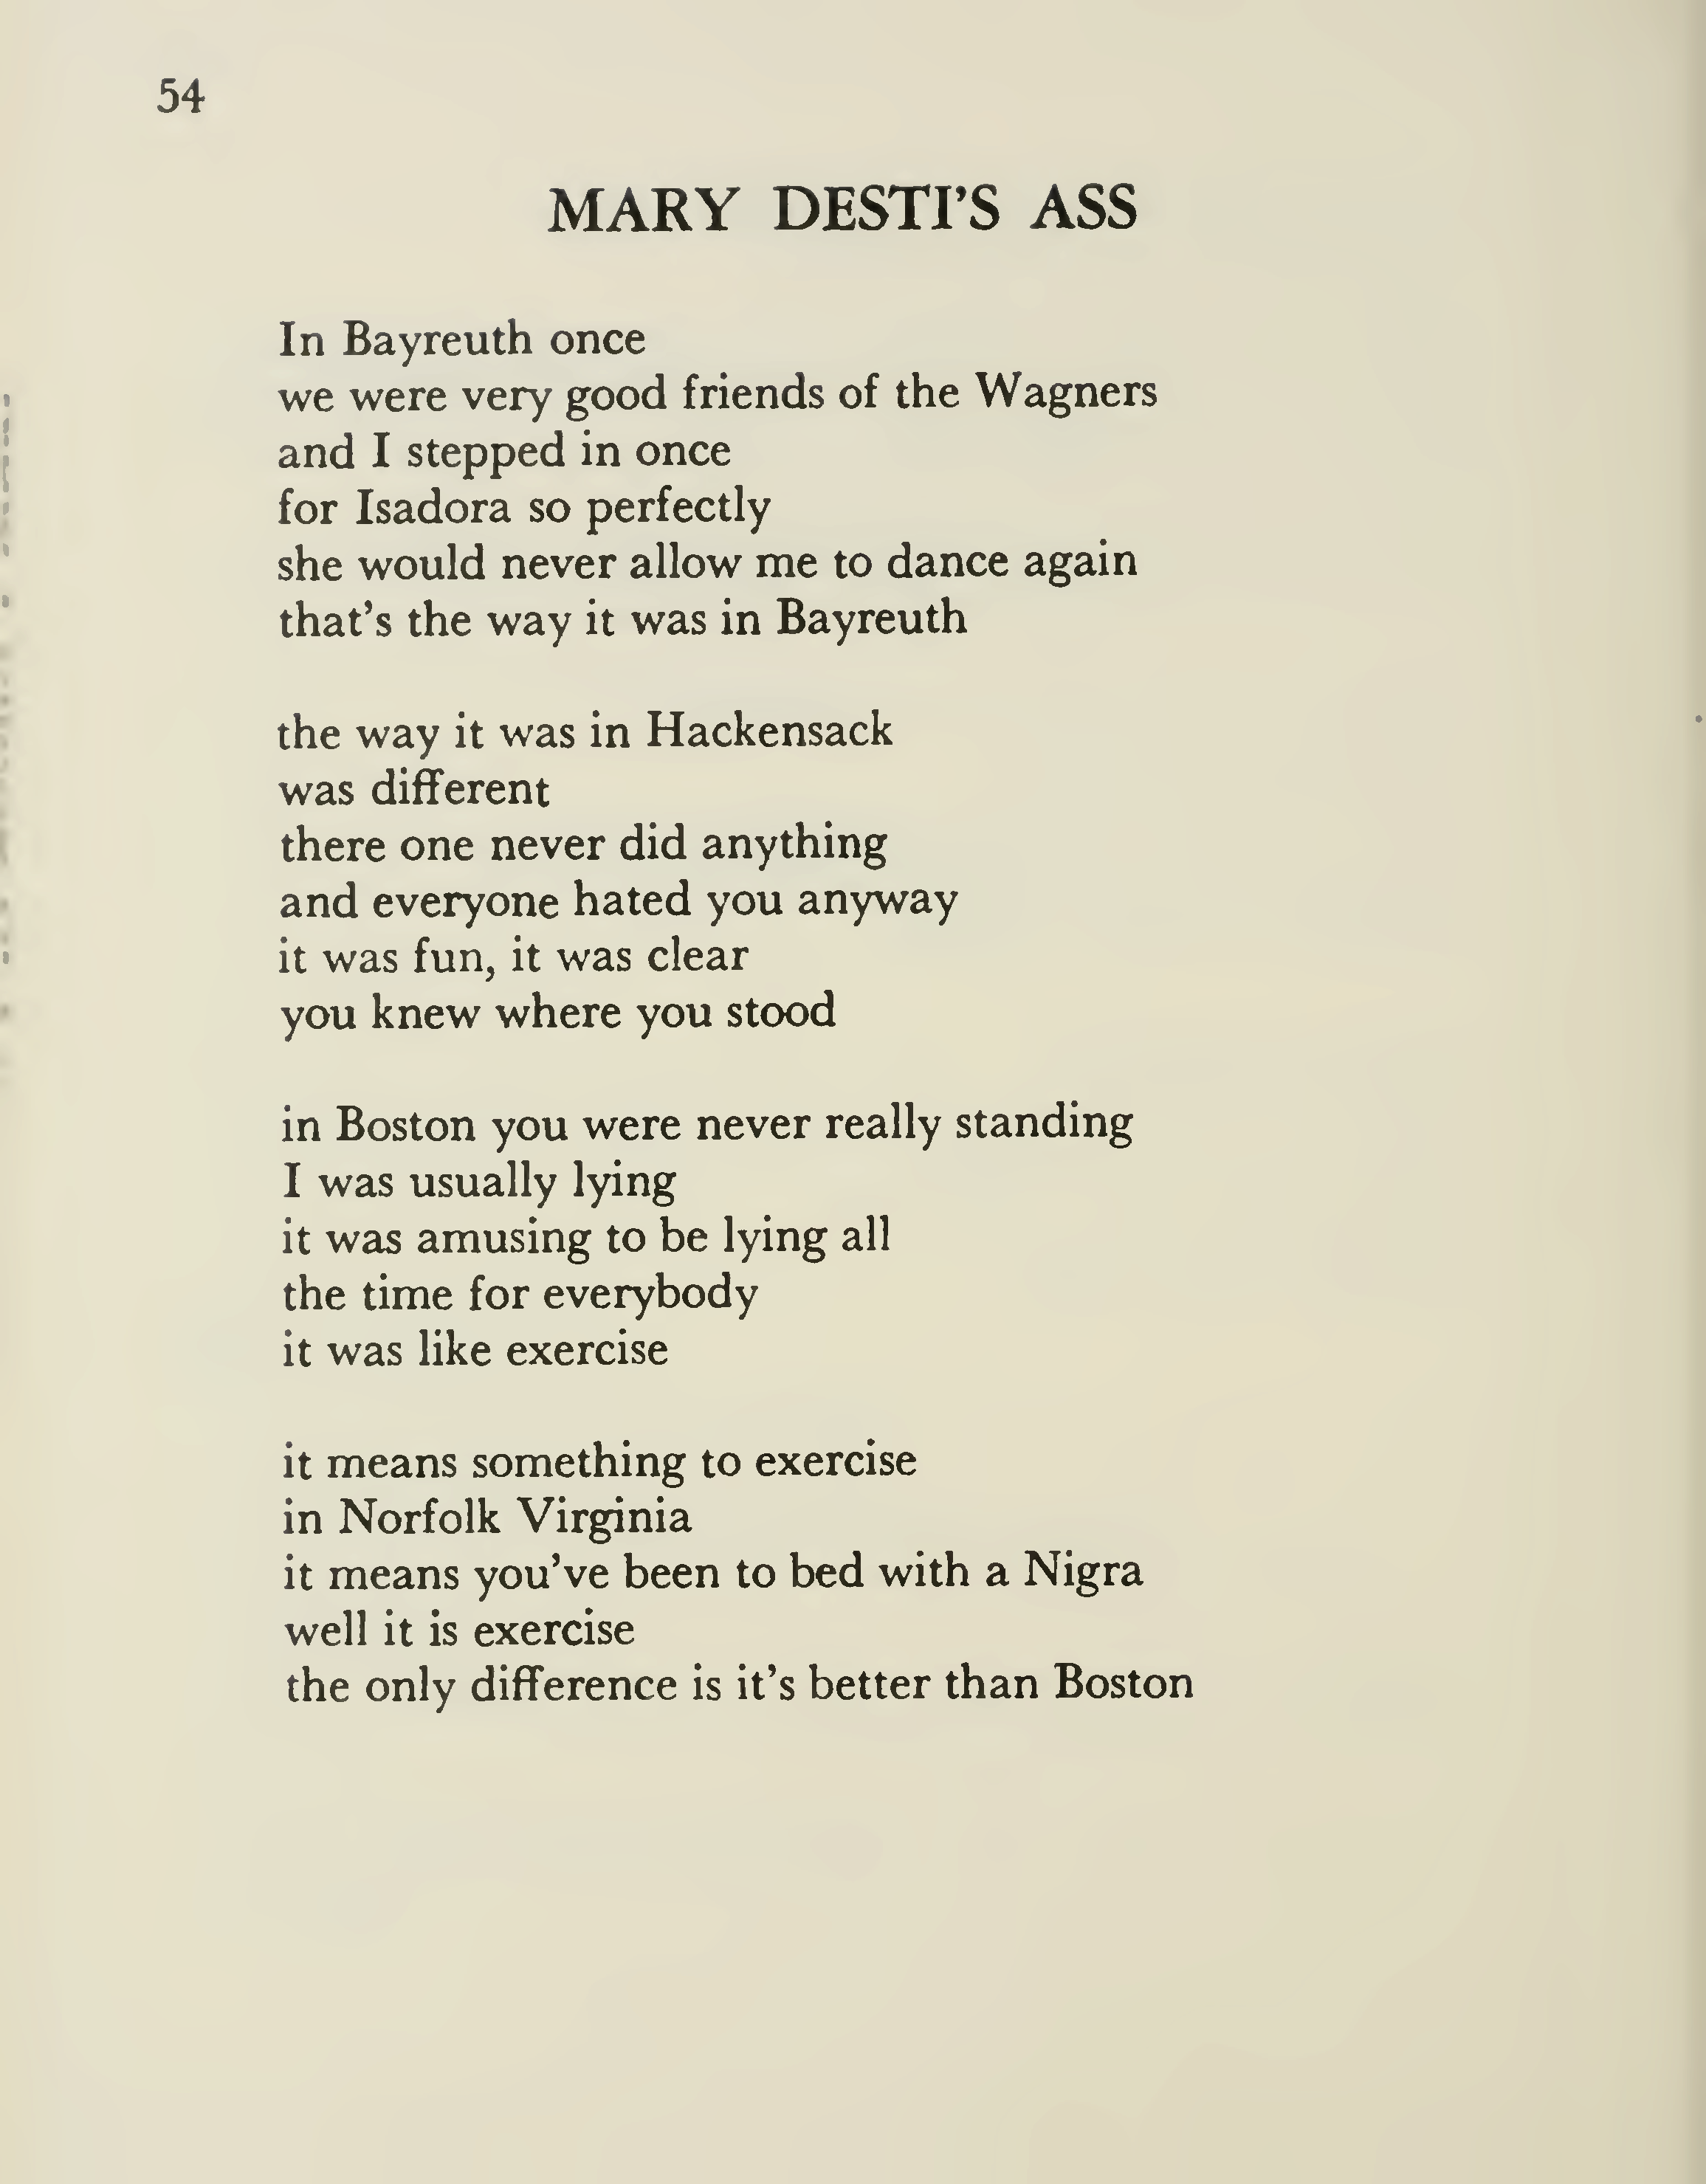 54
MARY DESTI'S ASS
In Bayreuth once
we were very good friends of the Wagners
and I stepped in once
for Isadora so perfectly
she would never allow me to dance again
that's the way it was in Bayreuth
the way it was in Hackensack
was different
there one never did anything
and everyone hated you anyway
it was fun, it was clear
you knew where you stood
in Boston you were never really standing
I was usually lying
it was amusing to be lying all
the time for everybody
it was like exercise
it means something to exercise
in Norfolk Virginia
it means you've been to bed with a Nigra
well it is exercise
the only difference is it's better than Boston